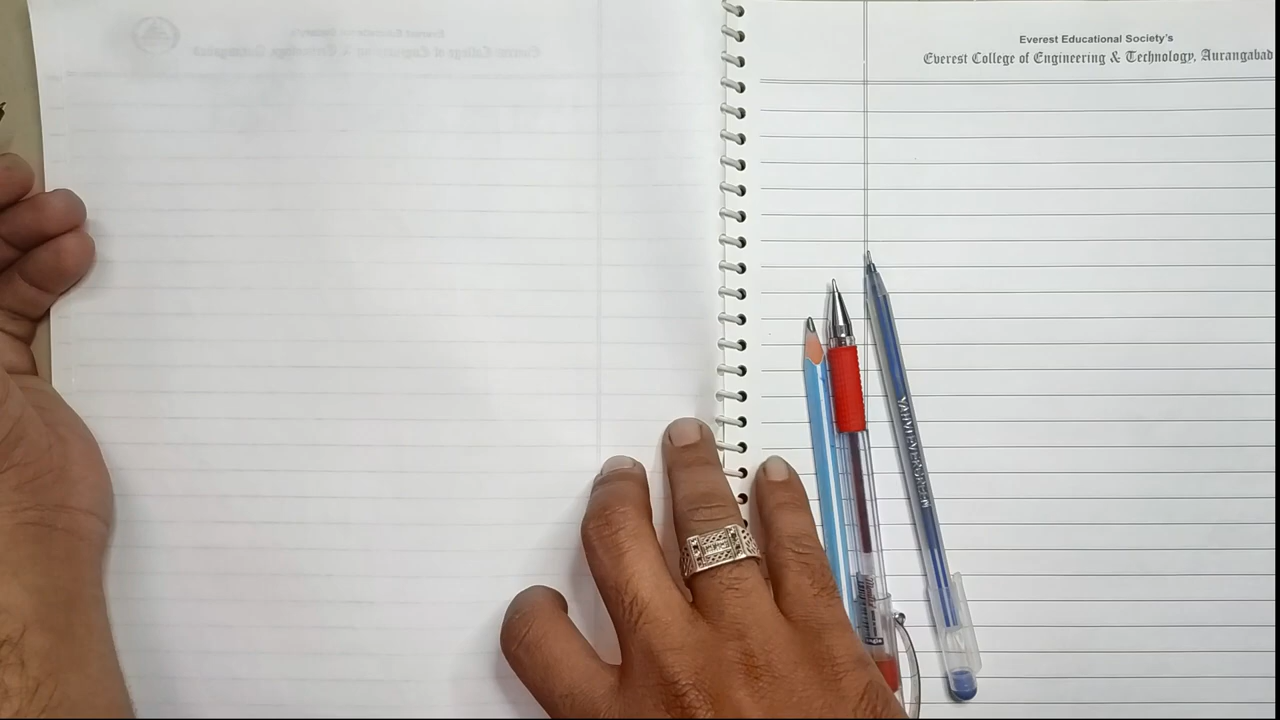 Everest Educational Society's
Everest College of Engineering & Technology, Aurangabad